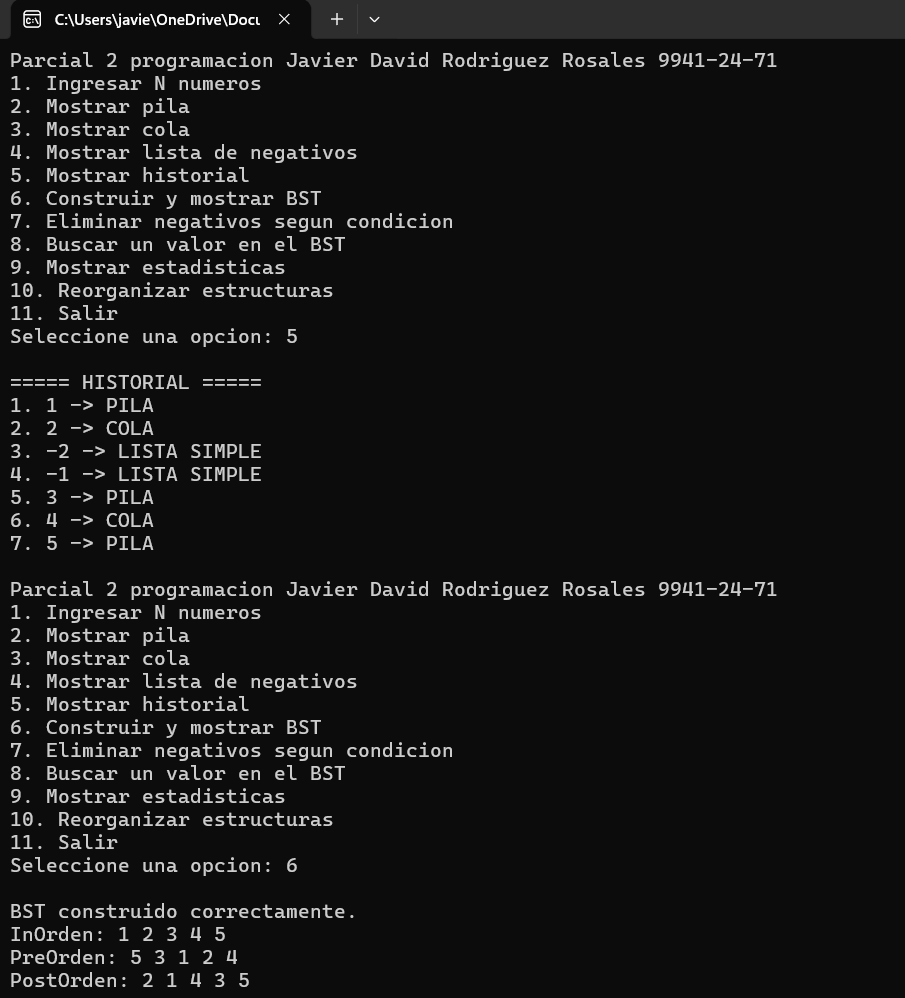 C:\Users\javie\OneDrive\Docu
Parcial 2 programacion Javier David Rodriguez Rosales 9941-24-71
1. Ingresar N numeros
2. Mostrar pila
3. Mostrar cola
4. Mostrar lista de negativos
5. Mostrar historial
6. Construir y mostrar BST
7. Eliminar negativos segun condicion
8. Buscar un valor en el BST
9. Mostrar estadisticas
10. Reorganizar estructuras
11. Salir
Seleccione una opcion: 5
===== HISTORIAL =====
1. 1 -> PILA
2. 2 -> COLA
3. -2 -> LISTA SIMPLE
4. -1 -> LISTA SIMPLE
5. 3 -> PILA
6. 4 -> COLA
7. 5 -> PILA
Parcial 2 programacion Javier David Rodriguez Rosales 9941-24-71
1. Ingresar N numeros
2. Mostrar pila
3. Mostrar cola
4. Mostrar lista de negativos
5. Mostrar historial
6. Construir y mostrar BST
7. Eliminar negativos segun condicion
8. Buscar un valor en el BST
9. Mostrar estadisticas
10. Reorganizar estructuras
11. Salir
Seleccione una opcion: 6
BST construido correctamente.
InOrden: 1 2 3 4 5
PreOrden: 5 3 1 2 4
PostOrden: 2 1 4 3 5